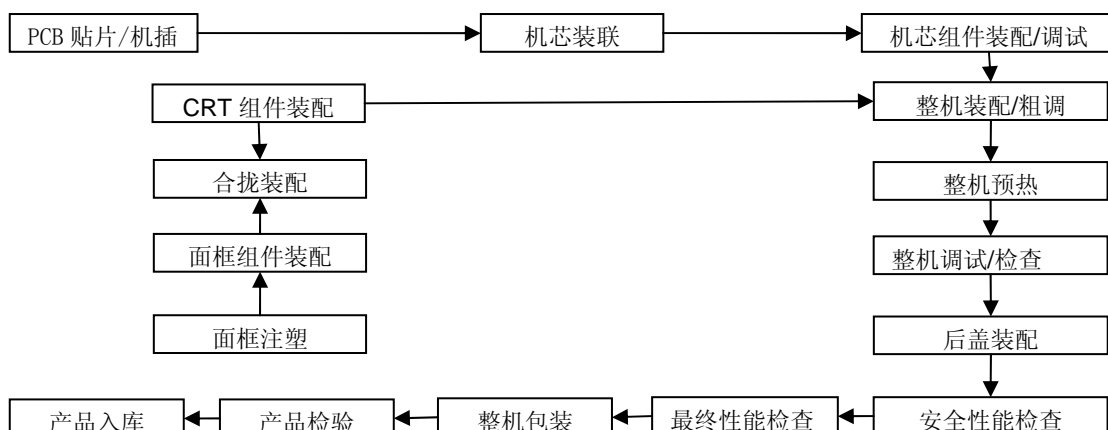 PCB 贴片/机插
机芯装联
机芯组件装配/调试
CRT 组件装配
整机装配/粗调
合拢装配
整机预热
面框组件装配
整机调试/检查
面框注塑
后盖装配
产品入库
产品检验
整机包装
最终性能检查
安全性能检查